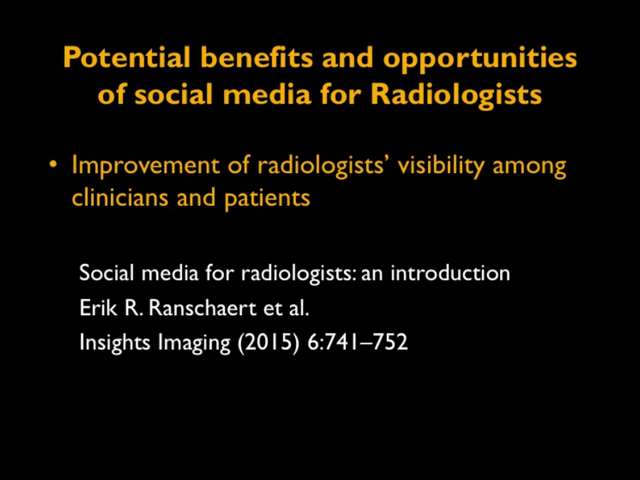 Potential benefits and opportunities
of social media for Radiologists
• Improvement of radiologists’ visibility among
clinicians and patients
Social media for radiologists: an introduction
Erik R. Ranschaert et al.
Insights Imaging (2015) 6:741–752